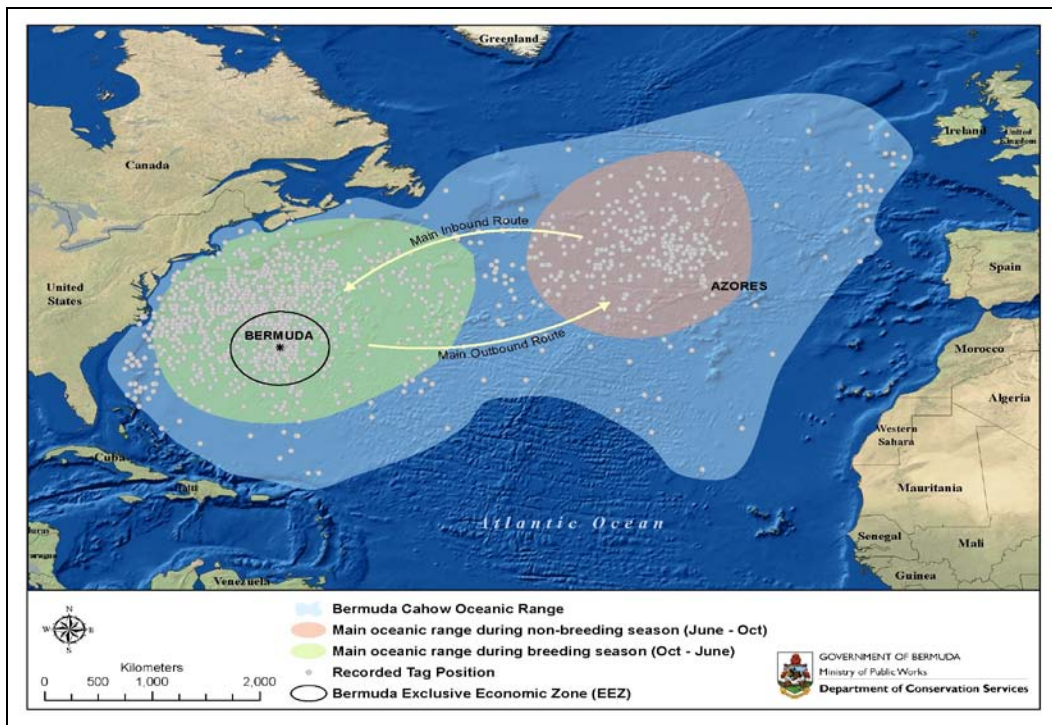 Greenland
Canada
Ireland
United
Kingdom
Main Inbound Route
United
States
AZORES
Spain
BERMUDA
Main Outbound Route
Morocco
Algeria
Western
Sahara
Cuba
Haiti
Mauritania
Atlantic Ocean
Senegal
Mali
Venezuela
Guinea
N
W E
S
Kilometers
0 500 1,000 2,000
Bermuda Cahow Oceanic Range
Main oceanic range during non-breeding season (June - Oct)
Main oceanic range during breeding season (Oct - June)
Recorded Tag Position
Bermuda Exclusive Economic Zone (EEZ)
GOVERNMENT OF BERMUDA
Ministry of Public Works
Department of Conservation Services